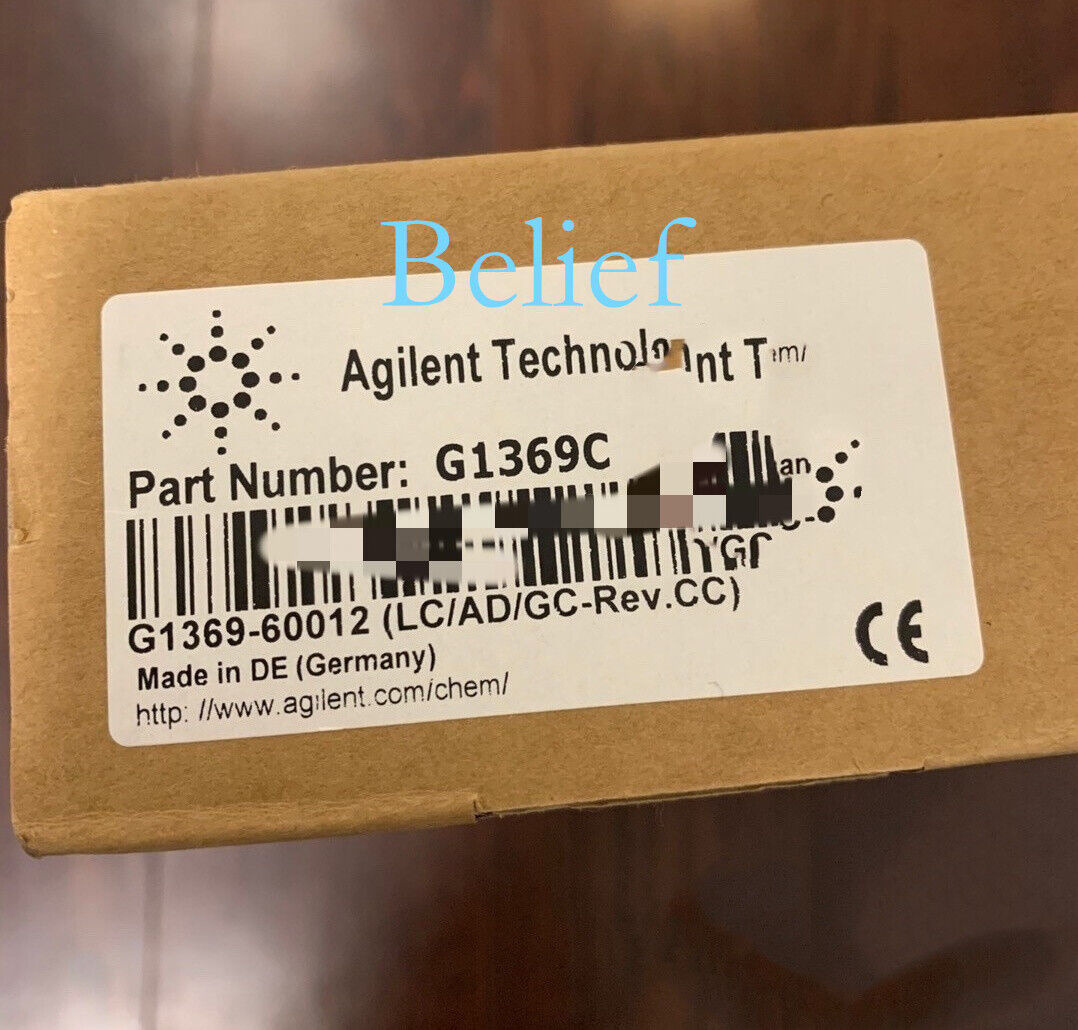 Belief
Agilent
Part Number: G1369C
an
G1369-60012 (LC/AD/GC-Rev.CC)
Made in DE (Germany)
http: //www.agilent.com/chem/
CE